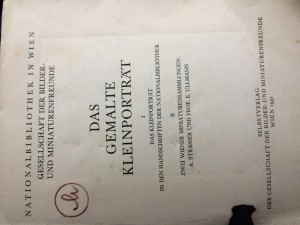 NATIONALBIBLIOTHEK IN WIEN
GESELLSCHAFT DER BILDER-
UND MINIATURENFREUNDE
DAS
GEMALTE
KLEINPORTRÄT
I
DAS KLEINPORTRÄT
IN DEN HANDSCHRIFTEN DER NATIONALBIBLIOTHEK
II
ZWEI WIENER MINIATURENSAMMLUNGEN:
A. STRASSER UND PROF. E. ULLMANN
SELBSTVERLAG
DER GESELLSCHAFT DER BILDER- UND MINIATURENFREUNDE
WIEN